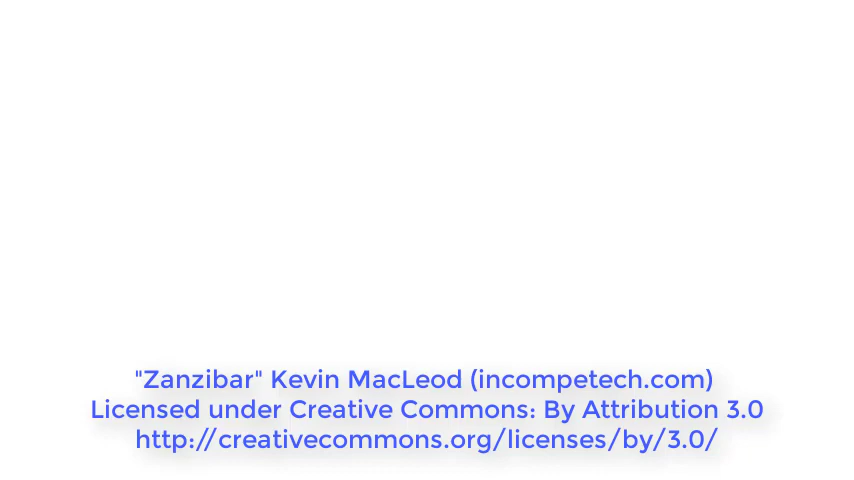 "Zanzibar" Kevin MacLeod (incompetech.com)
Licensed under Creative Commons: By Attribution 3.0
http://creativecommons.org/licenses/by/3.0/